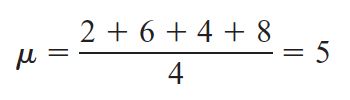 μ = (2 + 6 + 4 + 8) / 4 = 5